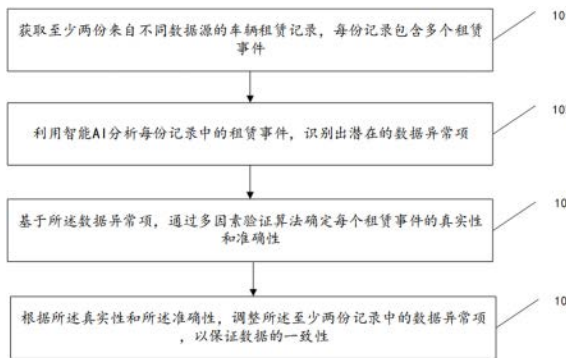 获取至少两份来自不同数据源的车辆租赁记录，每份记录包含多个租赁
事件
10
利用智能AI分析每份记录中的租赁事件，识别出潜在的数据异常项
10
基于所述数据异常项，通过多因素验证算法确定每个租赁事件的真实性
和准确性
10
根据所述真实性和所述准确性，调整所述至少两份记录中的数据异常项
，以保证数据的一致性
10